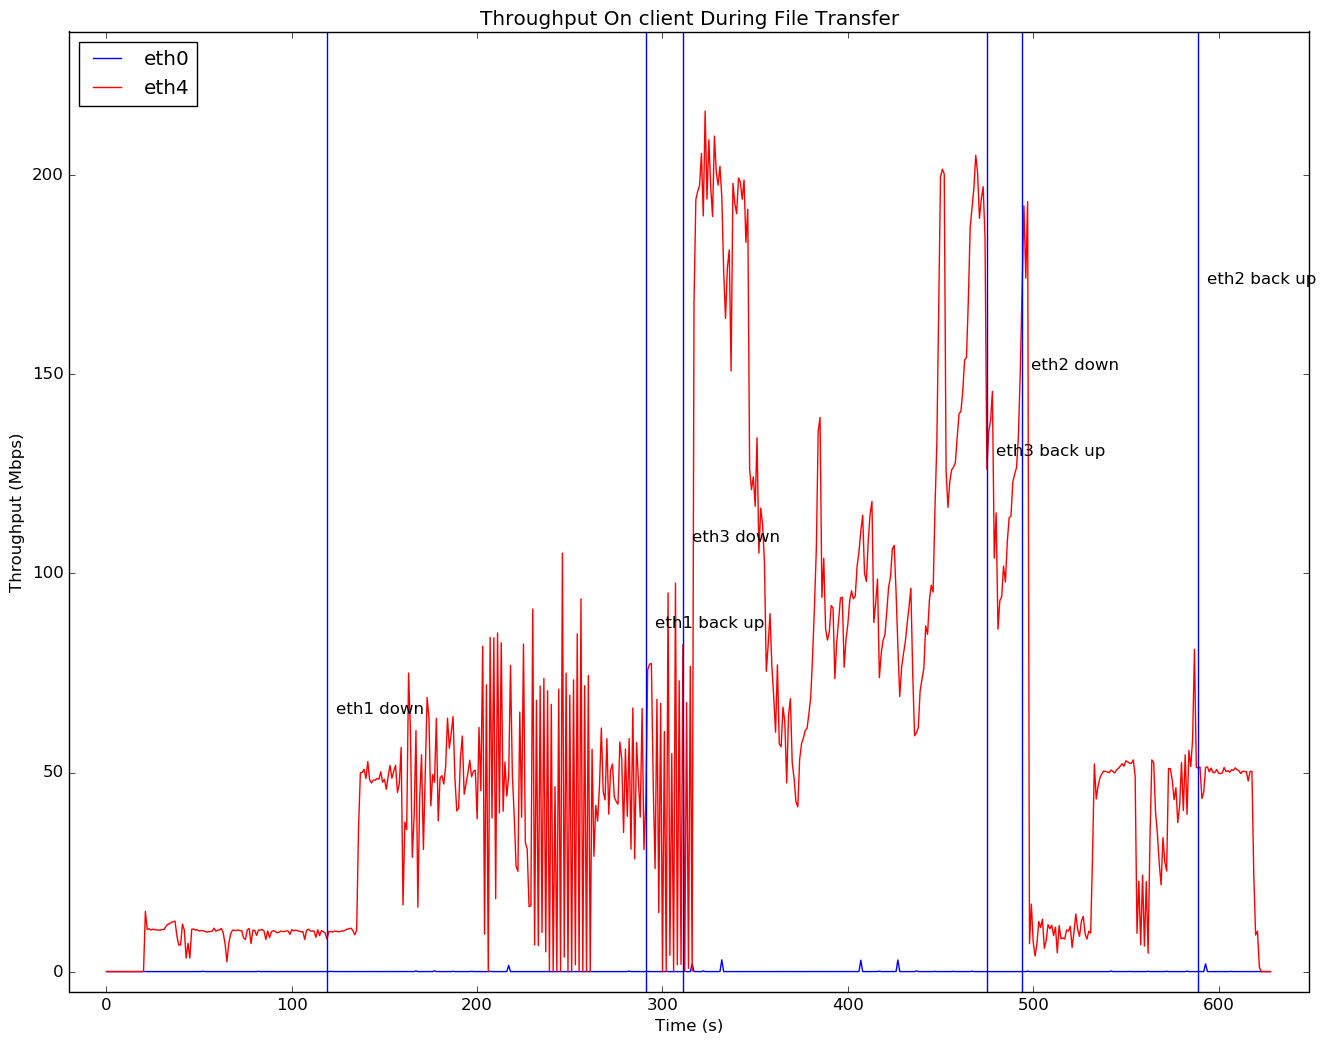 Throughput On client During File Transfer
eth0
eth4
200
150
100
50
0
Throughput (Mbps)
eth2 back up
eth2 down
eth3 back up
eth3 down
eth1 back up
eth1 down
0
100
200
300
400
500
600
Time (s)